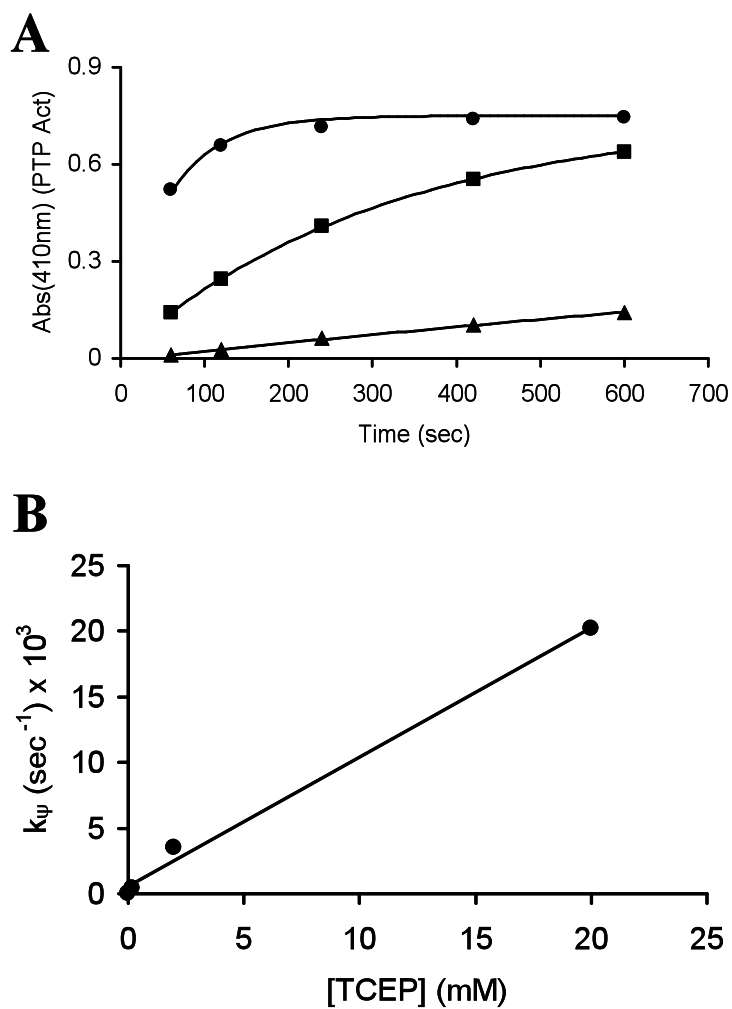 A
0.9
0.6
0.3
0
Abs(410nm) (PTP Act)
0 100 200 300 400 500 600 700
Time (sec)
B
25
20
15
10
5
0
kψ (sec⁻¹) x 10³
0 5 10 15 20 25
[TCEP] (mM)